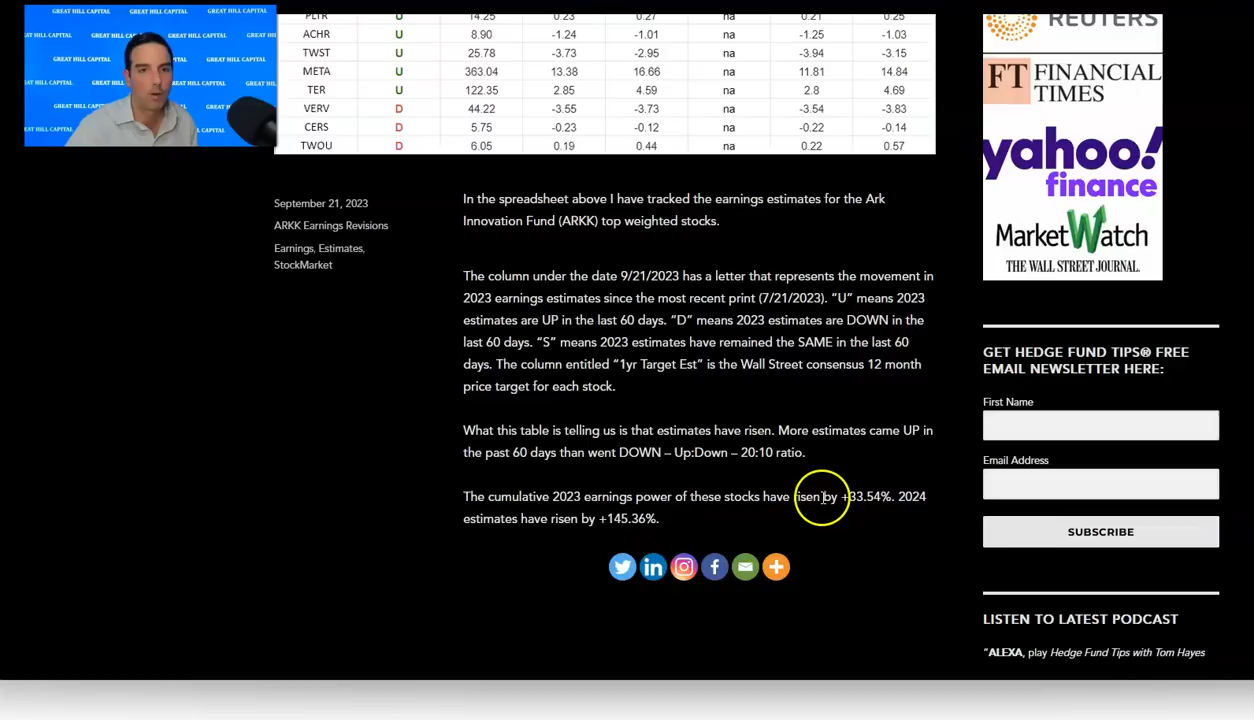 GREAT HILL CAPITAL GREAT HILL CAPITAL GREAT HILL CAPITAL
PLTR U 14.25 0.23 0.27 na 0.21 0.25
ACHR U 8.90 -1.24 -1.01 na -1.25 -1.03
TWST U 25.78 -3.73 -2.95 na -3.94 -3.15
META U 363.04 13.38 16.66 na 11.81 14.84
TER U 122.35 2.85 4.59 na 2.8 4.69
VERV D 44.22 -3.55 -3.73 na -3.54 -3.83
CERS D 5.75 -0.23 -0.12 na -0.22 -0.14
TWOU D 6.05 0.19 0.44 na 0.22 0.57
September 21, 2023
ARKK Earnings Revisions
Earnings, Estimates,
StockMarket
In the spreadsheet above I have tracked the earnings estimates for the Ark
Innovation Fund (ARKK) top weighted stocks.
The column under the date 9/21/2023 has a letter that represents the movement in
2023 earnings estimates since the most recent print (7/21/2023). “U” means 2023
estimates are UP in the last 60 days. “D” means 2023 estimates are DOWN in the
last 60 days. “S” means 2023 estimates have remained the SAME in the last 60
days. The column entitled “1yr Target Est” is the Wall Street consensus 12 month
price target for each stock.
What this table is telling us is that estimates have risen. More estimates came UP in
the past 60 days than went DOWN – Up:Down – 20:10 ratio.
The cumulative 2023 earnings power of these stocks have risen by +33.54%. 2024
estimates have risen by +145.36%.
REUTERS
FT FINANCIAL
TIMES
yahoo!
finance
MarketWatch
THE WALL STREET JOURNAL.
GET HEDGE FUND TIPS® FREE
EMAIL NEWSLETTER HERE:
First Name
Email Address
SUBSCRIBE
LISTEN TO LATEST PODCAST
“ALEXA, play Hedge Fund Tips with Tom Hayes